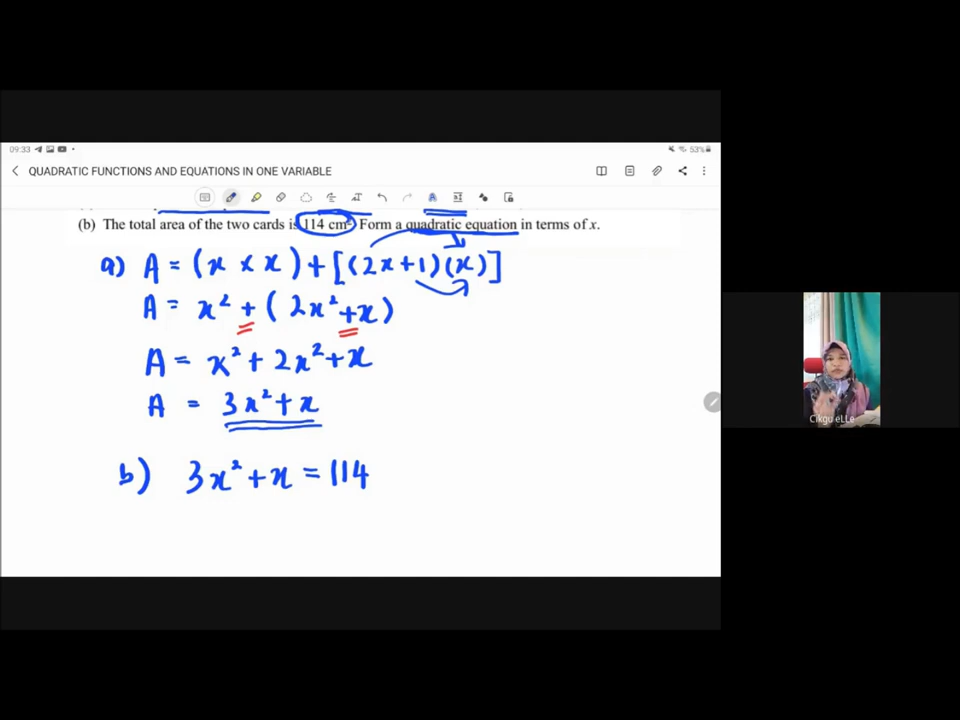 09:33
53%
QUADRATIC FUNCTIONS AND EQUATIONS IN ONE VARIABLE
(b) The total area of the two cards is 114 cm². Form a quadratic equation in terms of x.
a) A = (x × x) + [(2x+1)(x)]
A = x² + (2x² + x)
A = x² + 2x² + x
A = 3x² + x
b) 3x² + x = 114
Cikgu eLLe